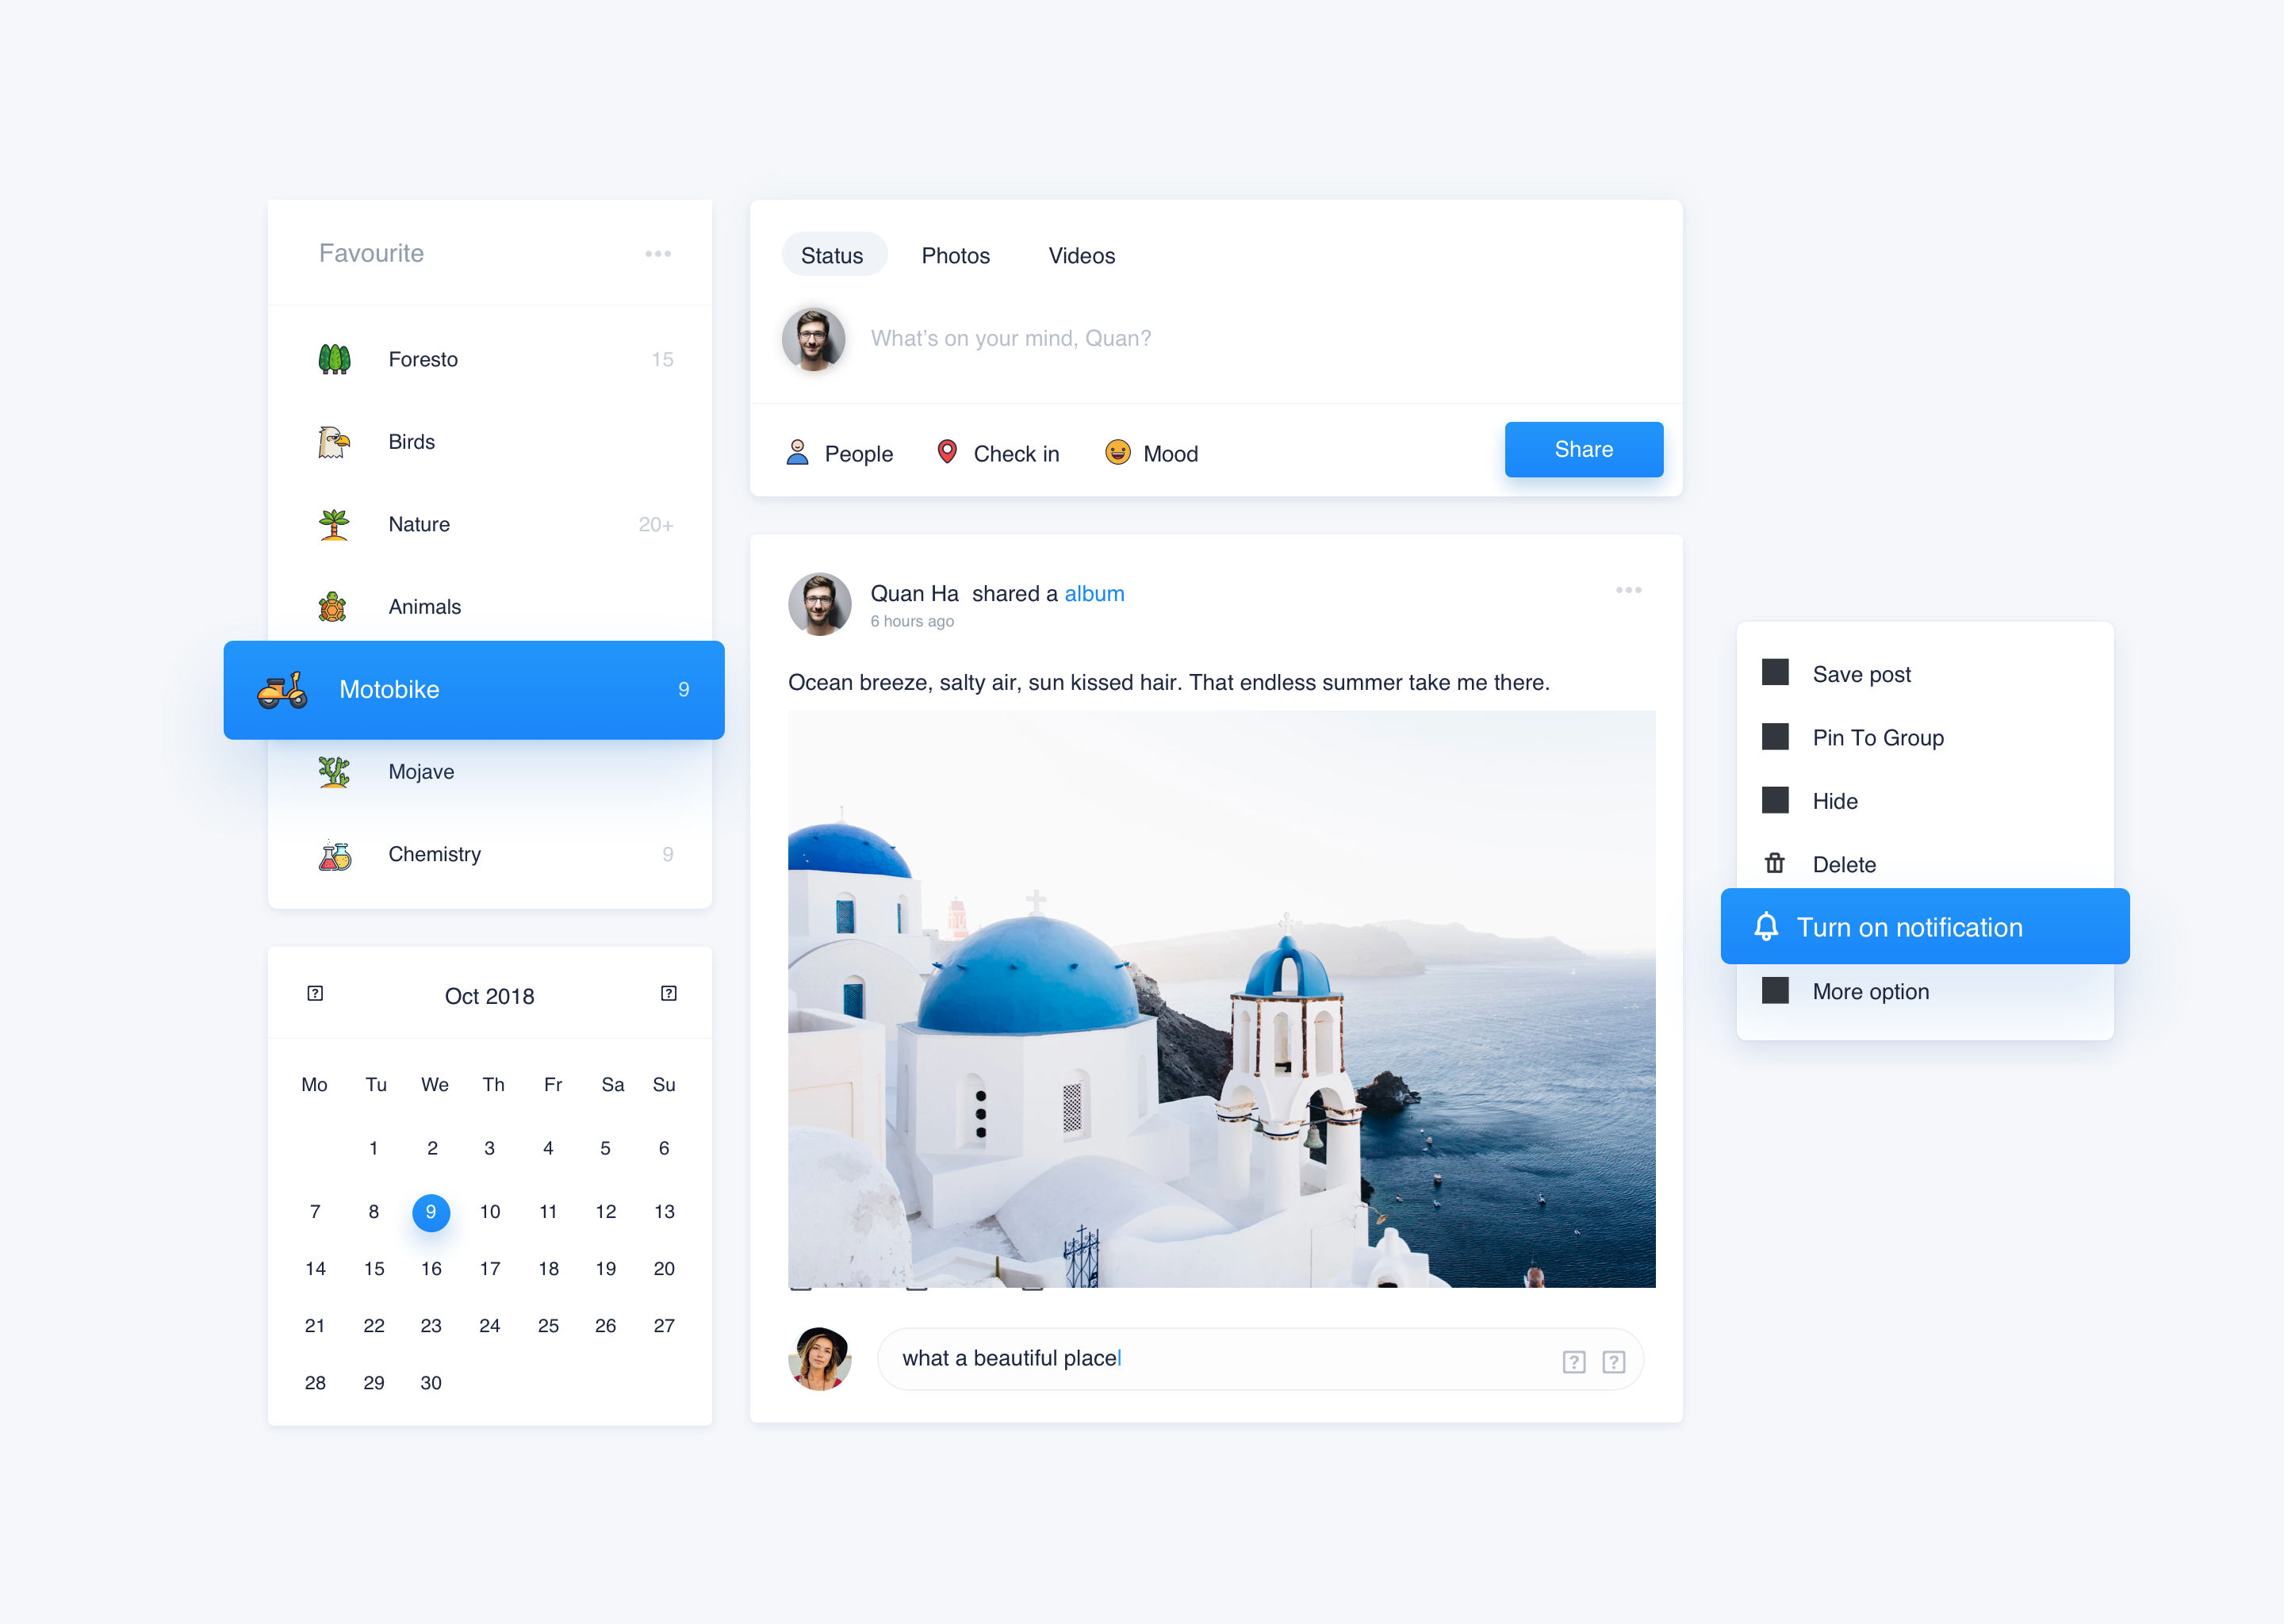 Favourite
Foresto 15
Birds
Nature 20+
Animals
Motobike 9
Mojave
Chemistry 9
Oct 2018
Mo Tu We Th Fr Sa Su
1 2 3 4 5 6
7 8 9 10 11 12 13
14 15 16 17 18 19 20
21 22 23 24 25 26 27
28 29 30
Status Photos Videos
What's on your mind, Quan?
People Check in Mood Share
Quan Ha shared a album
6 hours ago
Ocean breeze, salty air, sun kissed hair. That endless summer take me there.
what a beautiful place
Save post
Pin To Group
Hide
Delete
Turn on notification
More option